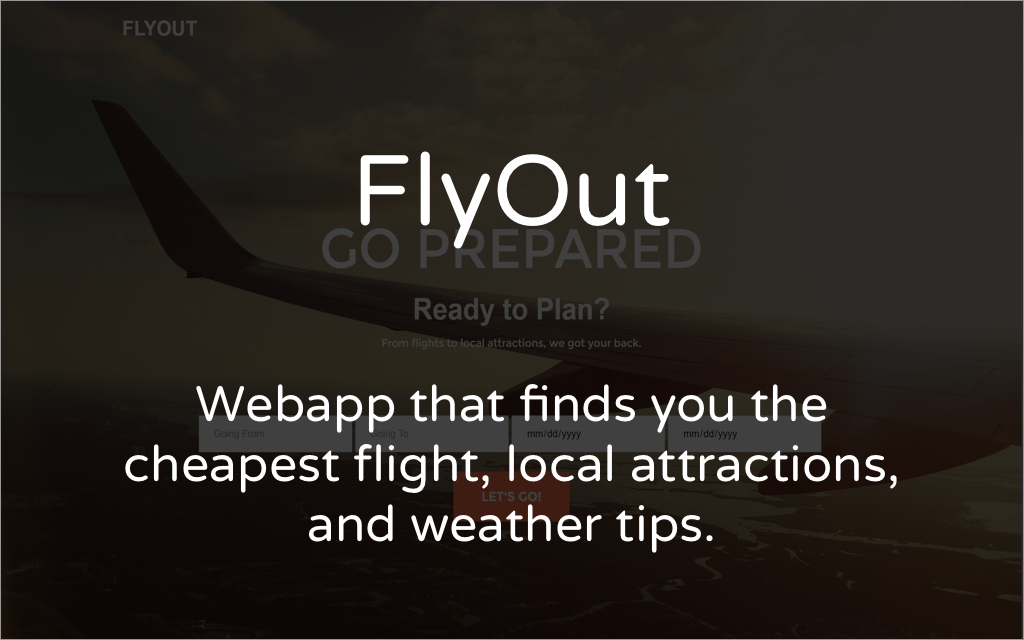 FLYOUT
FlyOut
GO PREPARED
Ready to Plan?
From flights to local attractions, we got your back.
Webapp that finds you the
Going From
Going To
mm/dd/yyyy
mm/dd/yyyy
cheapest flight, local attractions,
LET'S GO!
and weather tips.